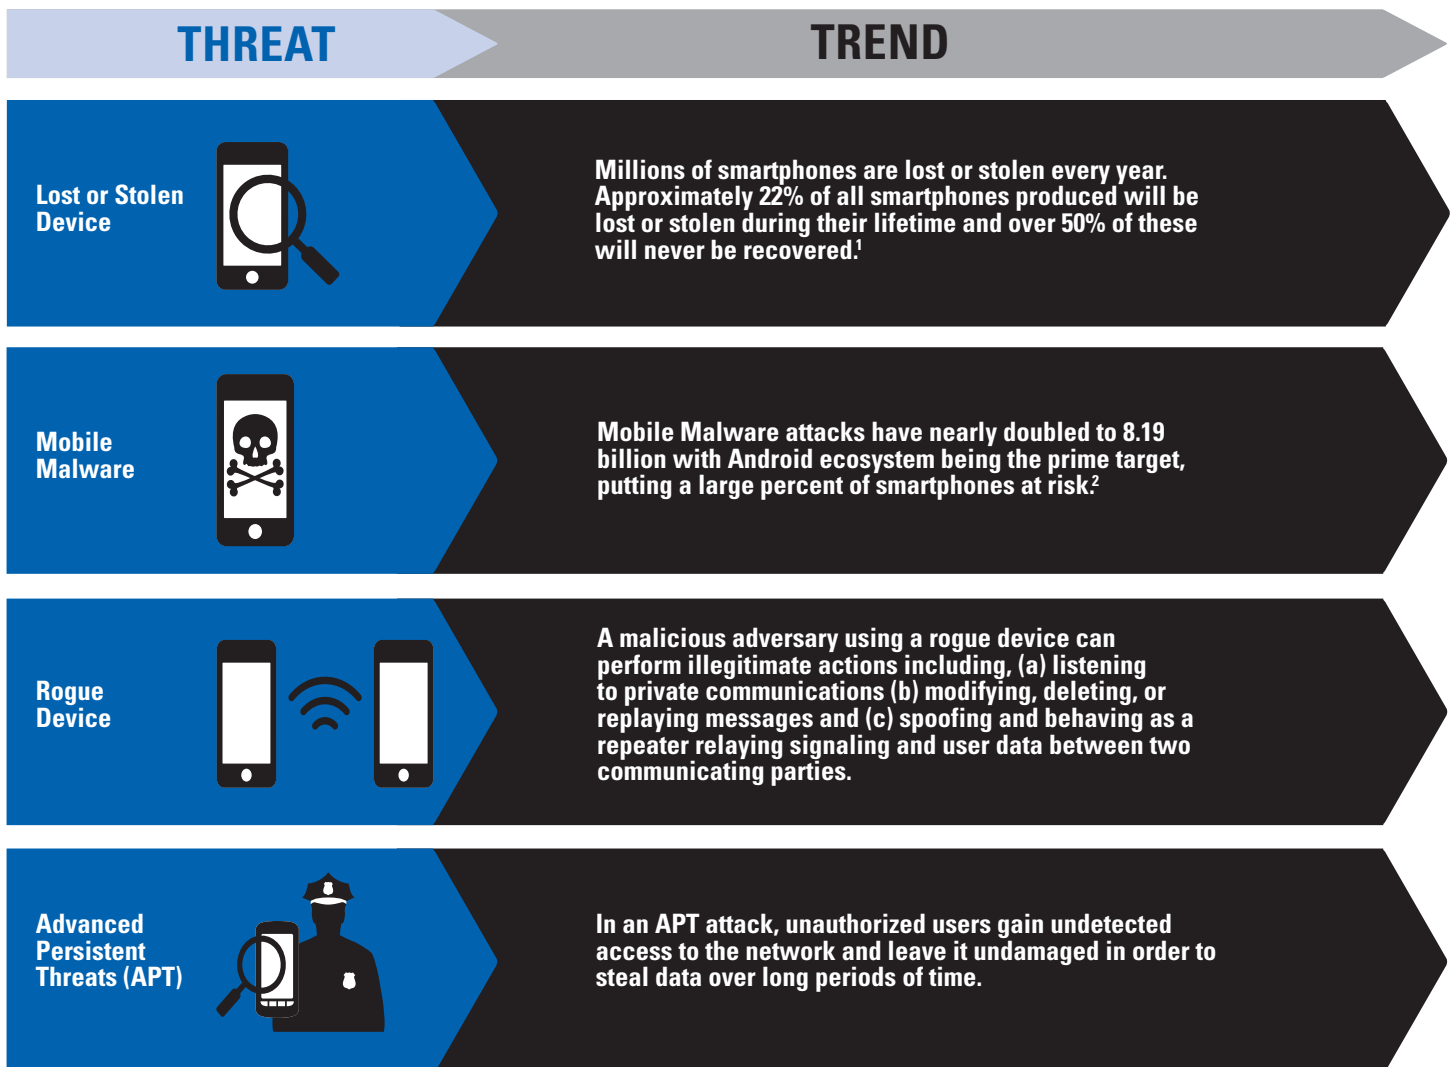 THREAT
TREND
Lost or Stolen
Device
Millions of smartphones are lost or stolen every year.
Approximately 22% of all smartphones produced will be
lost or stolen during their lifetime and over 50% of these
will never be recovered.¹
Mobile
Malware
Mobile Malware attacks have nearly doubled to 8.19
billion with Android ecosystem being the prime target,
putting a large percent of smartphones at risk.²
Rogue
Device
A malicious adversary using a rogue device can
perform illegitimate actions including, (a) listening
to private communications (b) modifying, deleting, or
replaying messages and (c) spoofing and behaving as a
repeater relaying signaling and user data between two
communicating parties.
Advanced
Persistent
Threats (APT)
In an APT attack, unauthorized users gain undetected
access to the network and leave it undamaged in order to
steal data over long periods of time.